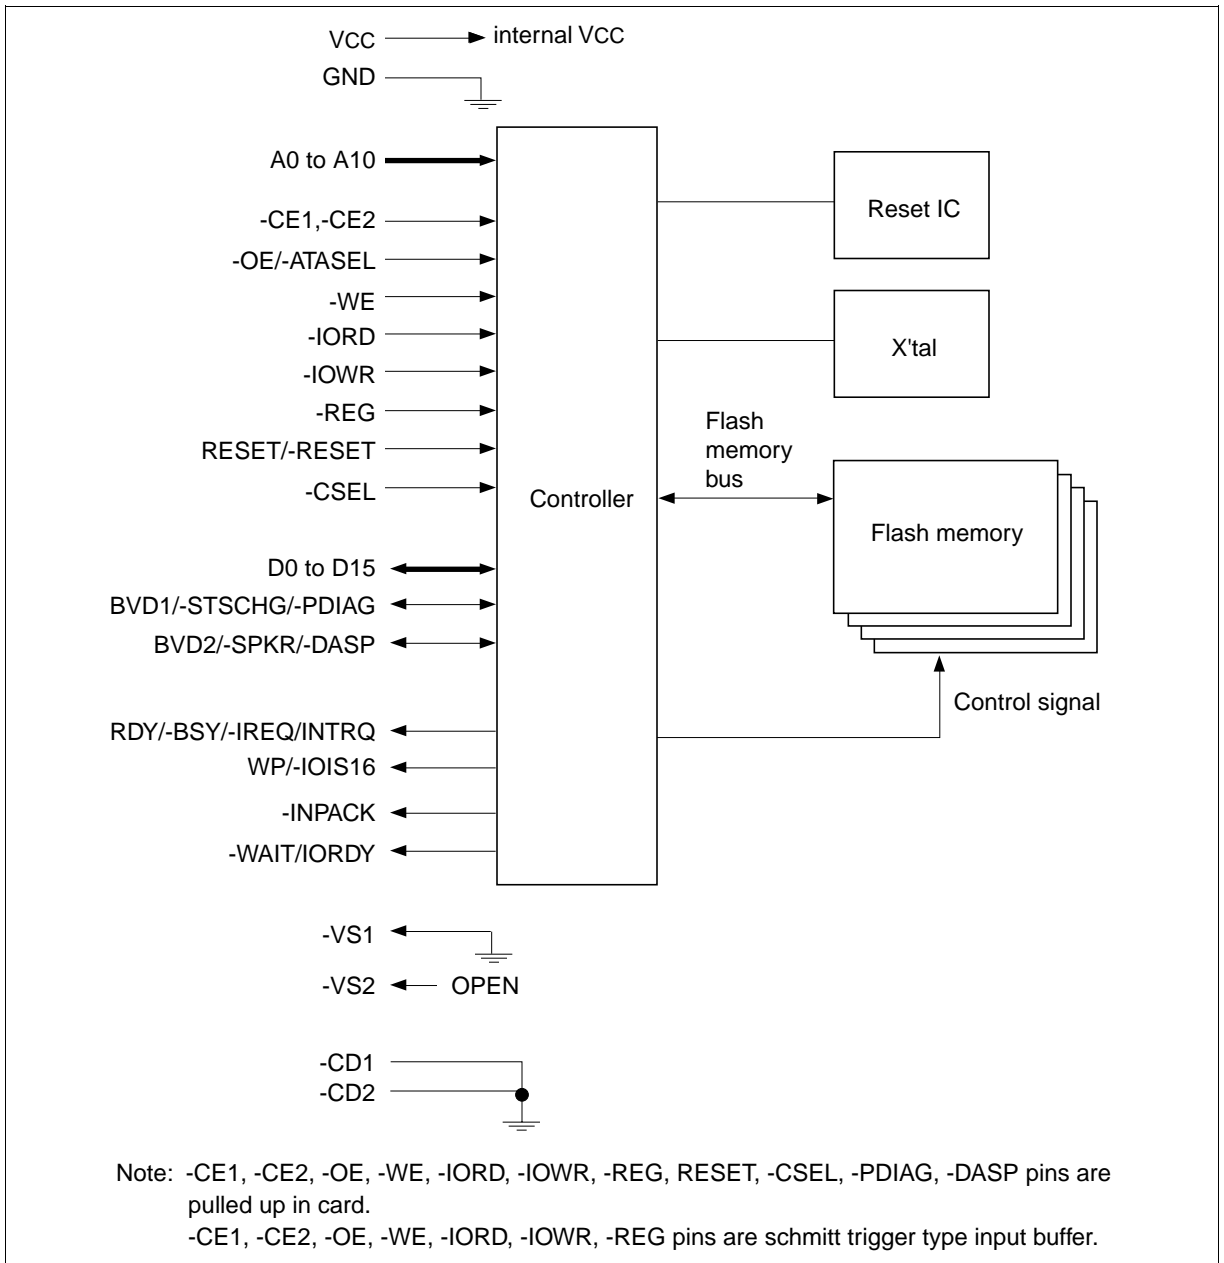 VCC
internal VCC
GND
A0 to A10
-CE1,-CE2
-OE/-ATASEL
-WE
-IORD
-IOWR
-REG
RESET/-RESET
-CSEL
D0 to D15
BVD1/-STSCHG/-PDIAG
BVD2/-SPKR/-DASP
RDY/-BSY/-IREQ/INTRQ
WP/-IOIS16
-INPACK
-WAIT/IORDY
Controller
Reset IC
X'tal
Flash
memory
bus
Flash memory
Control signal
-VS1
-VS2
OPEN
-CD1
-CD2
Note: -CE1, -CE2, -OE, -WE, -IORD, -IOWR, -REG, RESET, -CSEL, -PDIAG, -DASP pins are
pulled up in card.
-CE1, -CE2, -OE, -WE, -IORD, -IOWR, -REG pins are schmitt trigger type input buffer.